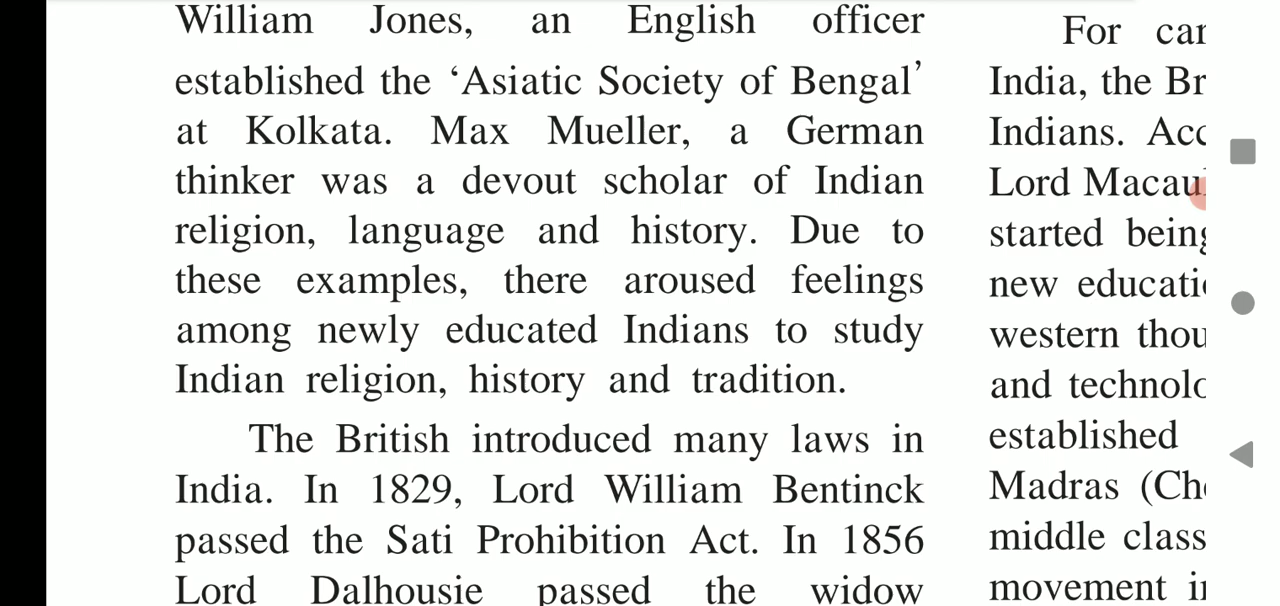 William Jones, an English officer
established the ‘Asiatic Society of Bengal’
at Kolkata. Max Mueller, a German
thinker was a devout scholar of Indian
religion, language and history. Due to
these examples, there aroused feelings
among newly educated Indians to study
Indian religion, history and tradition.
The British introduced many laws in
India. In 1829, Lord William Bentinck
passed the Sati Prohibition Act. In 1856
Lord Dalhousie passed the widow
For
India, the
Indians.
Lord
started
new
western
and
established
Madras
middle class
movement